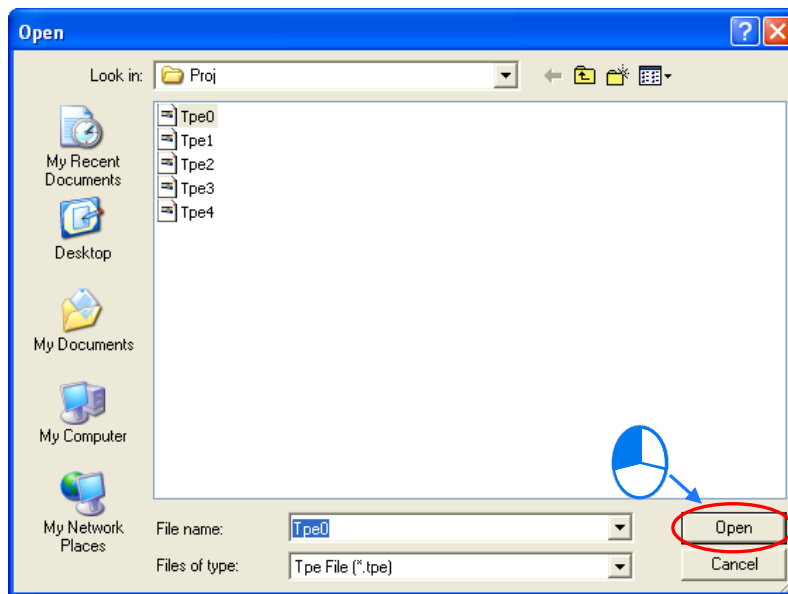 Open
Look in: Proj
Tpe0
Tpe1
Tpe2
Tpe3
Tpe4
My Recent
Documents
Desktop
My Documents
My Computer
My Network
Places
File name: Tpe0 Open
Files of type: Tpe File (*.tpe) Cancel